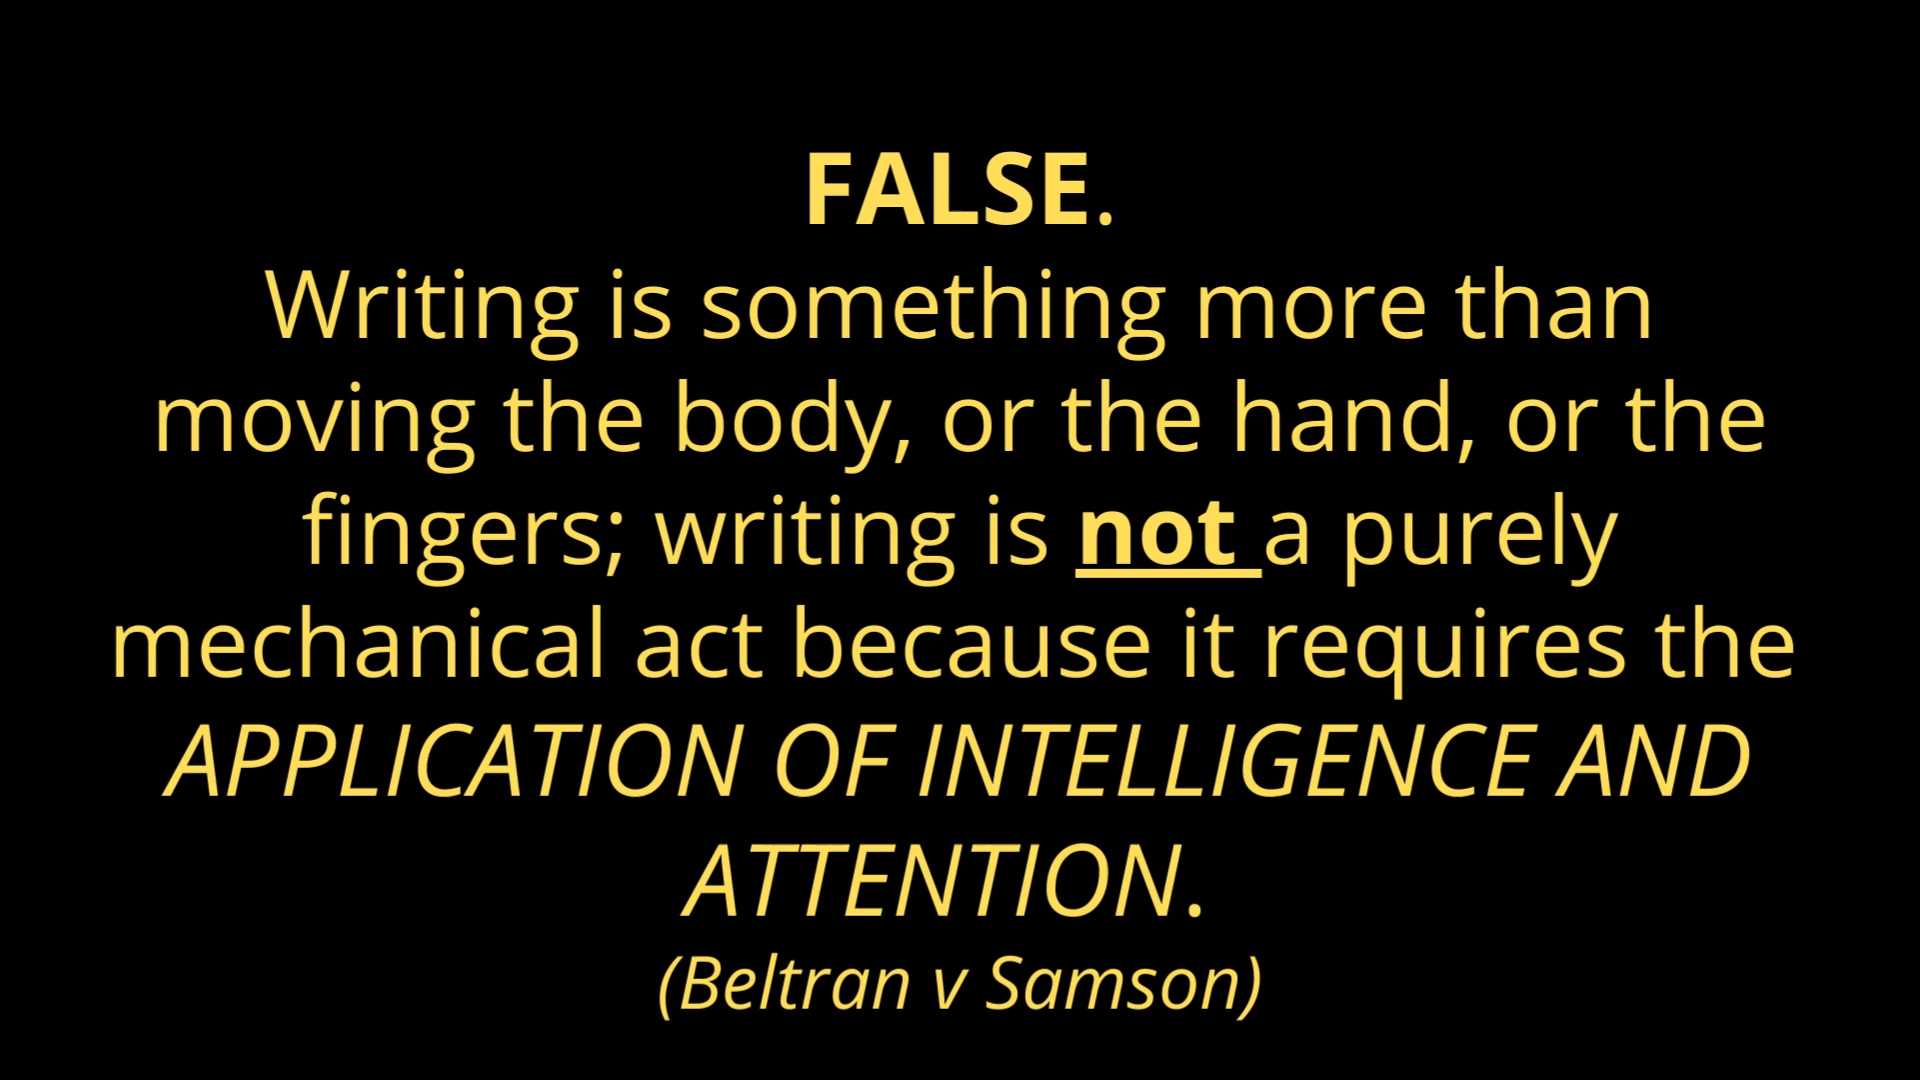 FALSE.
Writing is something more than
moving the body, or the hand, or the
fingers; writing is not a purely
mechanical act because it requires the
APPLICATION OF INTELLIGENCE AND
ATTENTION.
(Beltran v Samson)